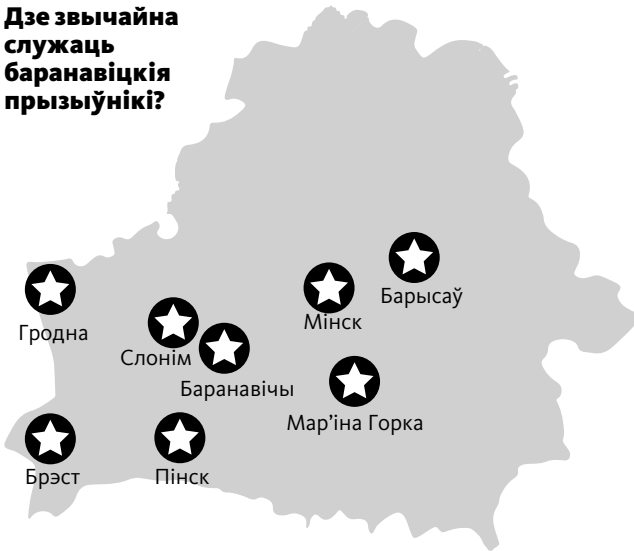 Дзе звычайна
служаць
баранавіцкія
прызыўнікі?
Барысаў
Мінск
Гродна
Слонім
Баранавічы
Мар’іна Горка
Брэст
Пінск